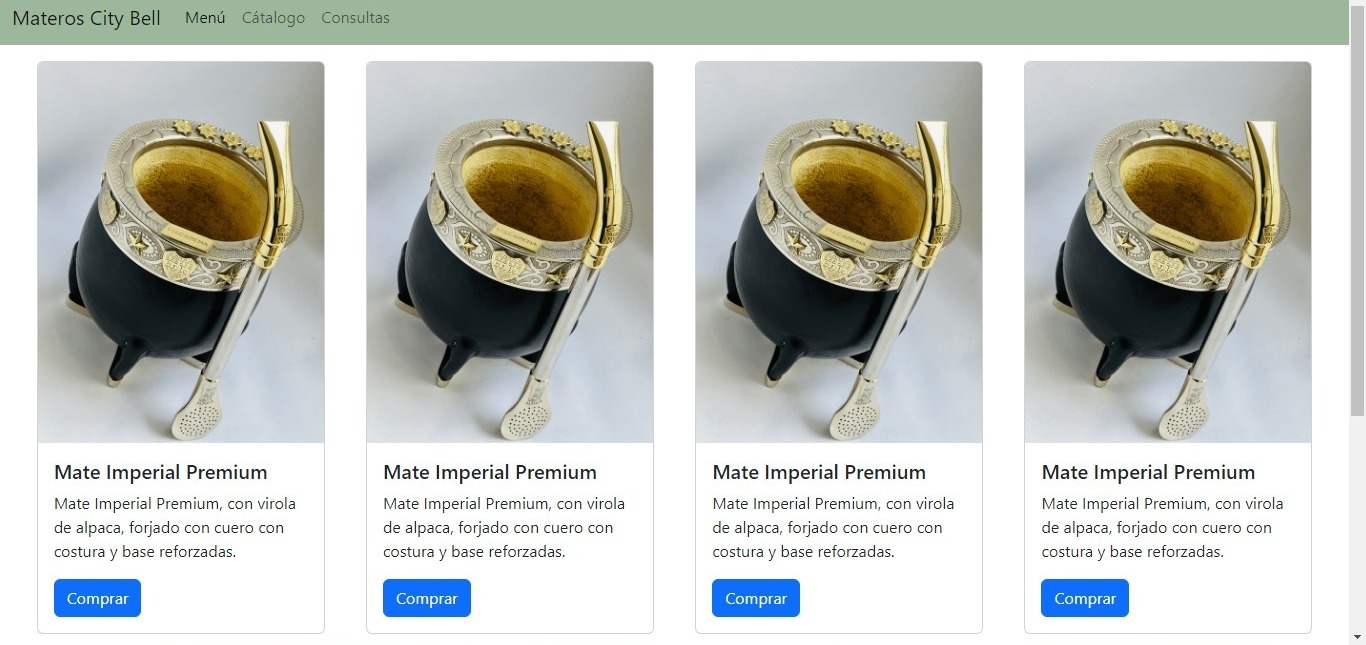 Materos City Bell Menú Cátalogo Consultas
Mate Imperial Premium
Mate Imperial Premium, con virola
de alpaca, forjado con cuero con
costura y base reforzadas.
Comprar
Mate Imperial Premium
Mate Imperial Premium, con virola
de alpaca, forjado con cuero con
costura y base reforzadas.
Comprar
Mate Imperial Premium
Mate Imperial Premium, con virola
de alpaca, forjado con cuero con
costura y base reforzadas.
Comprar
Mate Imperial Premium
Mate Imperial Premium, con virola
de alpaca, forjado con cuero con
costura y base reforzadas.
Comprar